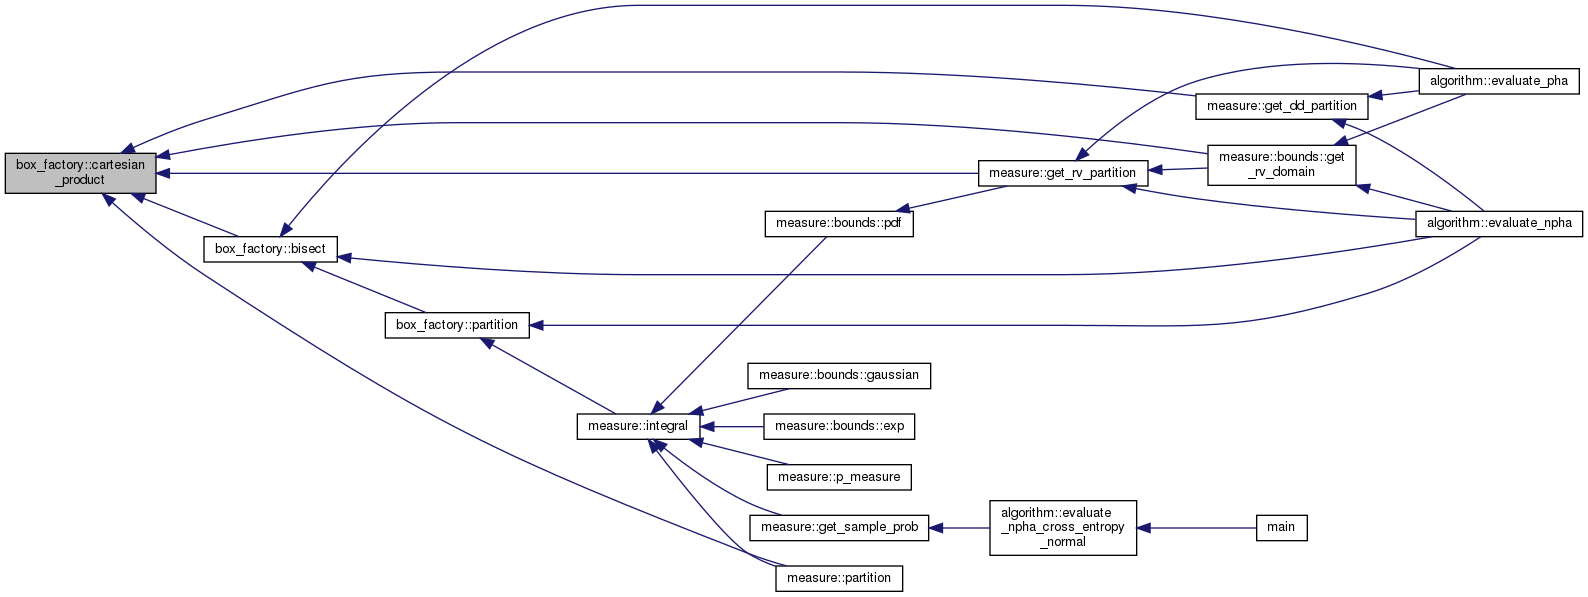 box_factory::cartesian
_product
box_factory::bisect
box_factory::partition
measure::integral
measure::bounds::pdf
measure::bounds::gaussian
measure::bounds::exp
measure::p_measure
measure::get_sample_prob
measure::partition
measure::get_rv_partition
algorithm::evaluate
_npha_cross_entropy
_normal
measure::get_dd_partition
measure::bounds::get
_rv_domain
main
algorithm::evaluate_pha
algorithm::evaluate_npha